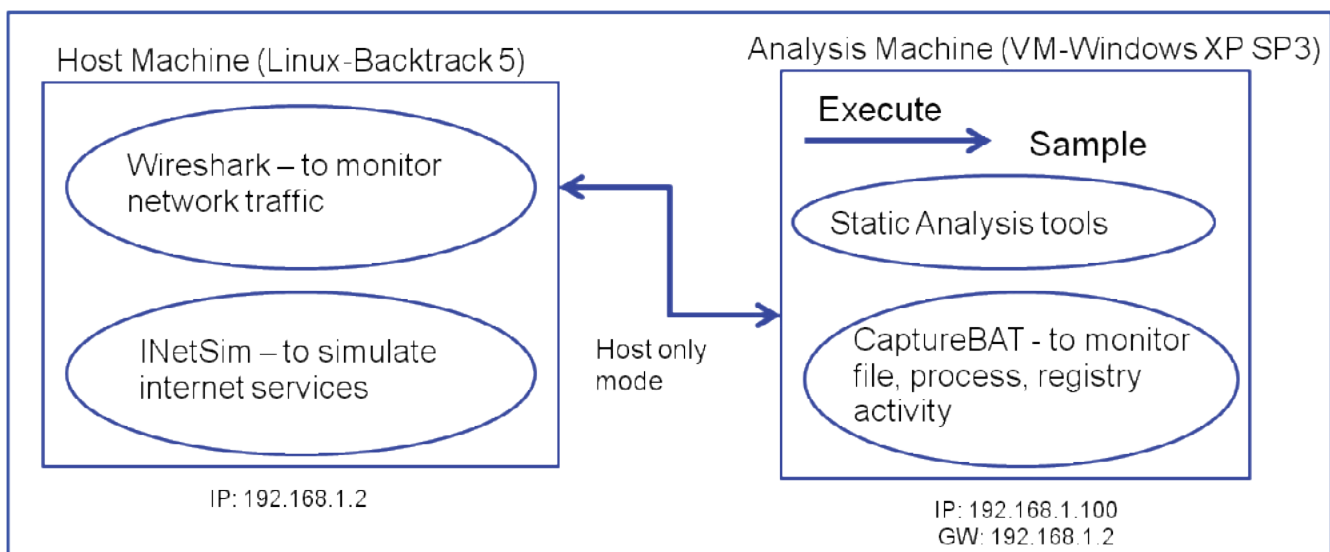 Host Machine (Linux-Backtrack 5)
Wireshark – to monitor
network traffic
INetSim – to simulate
internet services
IP: 192.168.1.2
Host only
mode
Analysis Machine (VM-Windows XP SP3)
Execute
Sample
Static Analysis tools
CaptureBAT - to monitor
file, process, registry
activity
IP: 192.168.1.100
GW: 192.168.1.2